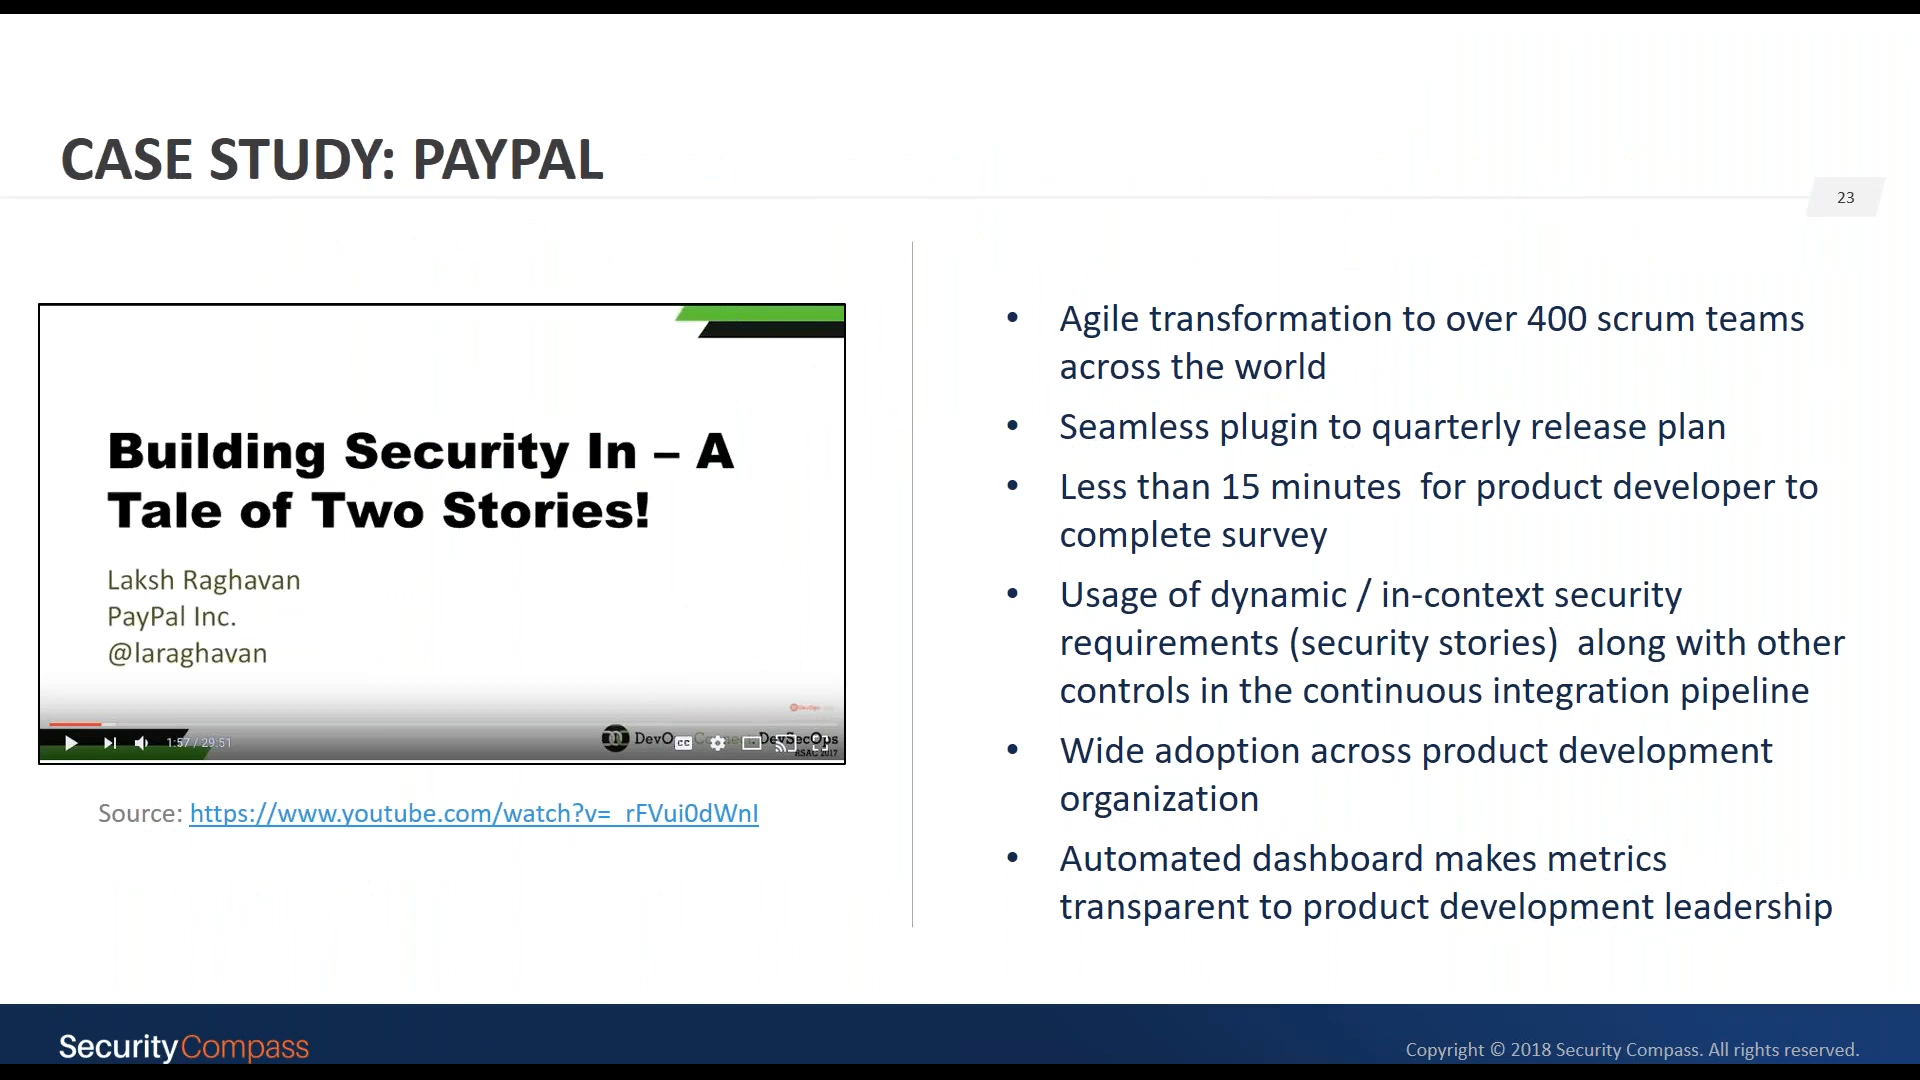 CASE STUDY: PAYPAL
23
Building Security In – A
Tale of Two Stories!
Laksh Raghavan
PayPal Inc.
@laraghavan
1:57 / 29:51
DevSecOps
RSAC 2017
Source: https://www.youtube.com/watch?v=_rFVui0dWnI
• Agile transformation to over 400 scrum teams
across the world
• Seamless plugin to quarterly release plan
• Less than 15 minutes  for product developer to
complete survey
• Usage of dynamic / in-context security
requirements (security stories)  along with other
controls in the continuous integration pipeline
• Wide adoption across product development
organization
• Automated dashboard makes metrics
transparent to product development leadership
SecurityCompass
Copyright © 2018 Security Compass. All rights reserved.